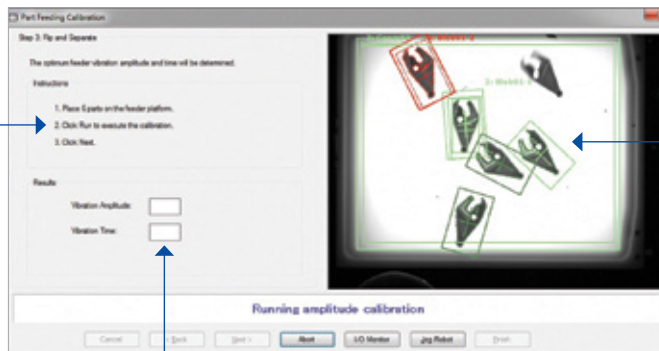 Part Feeding Calibration
Step 3: Flip and Separate
The optimum feeder vibration amplitude and time will be determined.
Instructions
1. Place 6 parts on the feeder platform.
2. Click Run to execute the calibration.
3. Click Next.
Results
Vibration Amplitude:
Vibration Time:
Running amplitude calibration
Cancel
< Back
Next >
Abort
I/O Monitor
Jog Robot
Finish